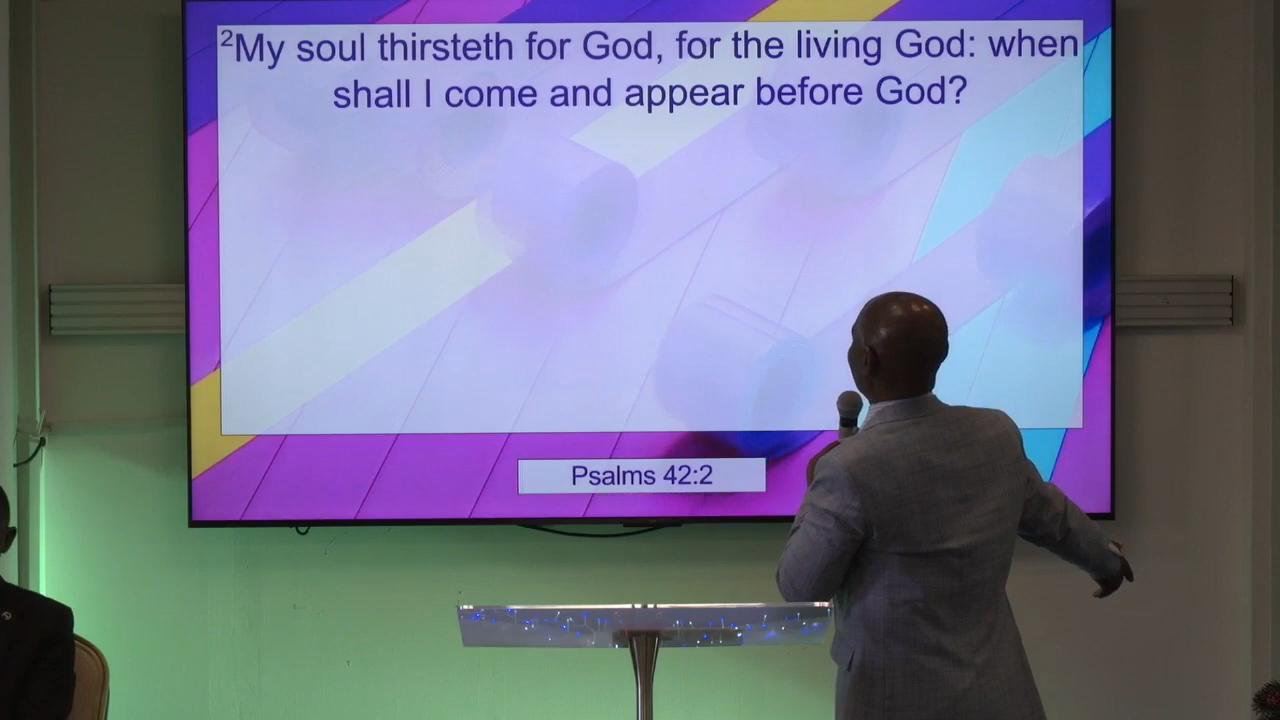 ²My soul thirsteth for God, for the living God: when
shall I come and appear before God?
Psalms 42:2